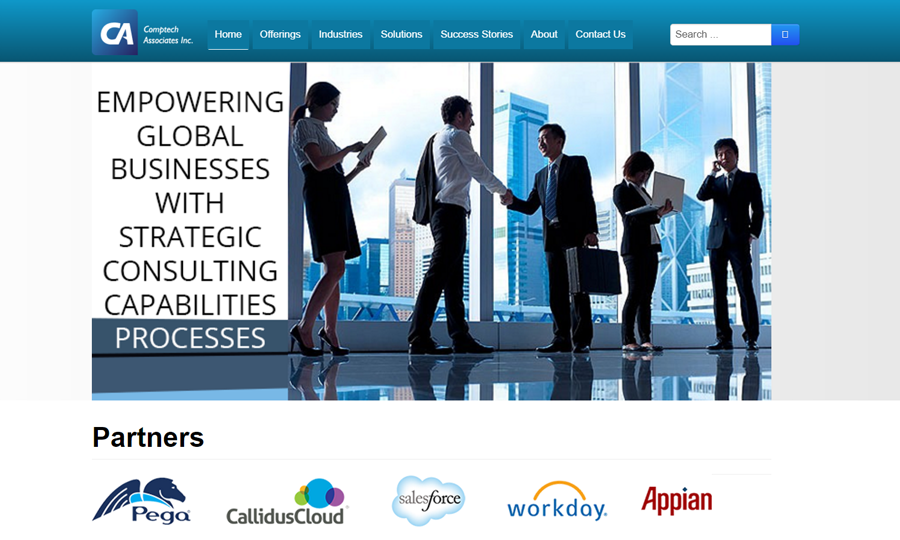 CA Comptech
Associates Inc.
Home Offerings Industries Solutions Success Stories About Contact Us
Search ...
EMPOWERING
GLOBAL
BUSINESSES
WITH
STRATEGIC
CONSULTING
CAPABILITIES
PROCESSES
Partners
PEGA
CallidusCloud
salesforce
workday
Appian